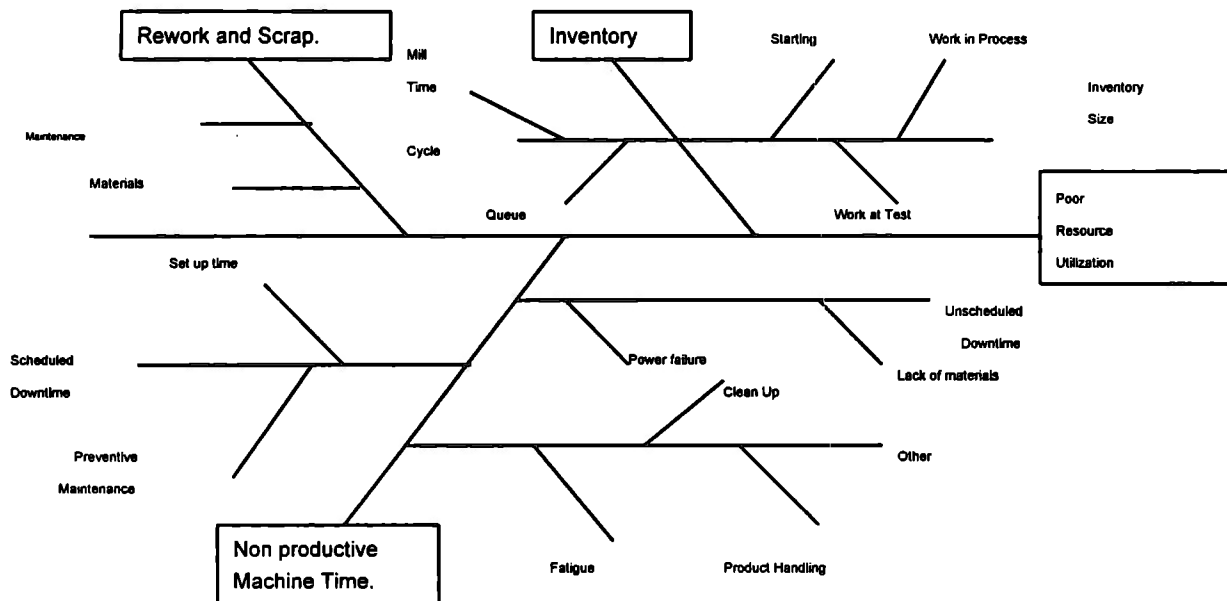 Rework and Scrap.
Inventory
Starting
Work in Process
Mill
Time
Inventory
Size
Maintenance
Cycle
Materials
Queue
Work at Test
Poor
Resource
Utilization
Set up time
Unscheduled
Downtime
Scheduled
Downtime
Power failure
Lack of materials
Clean Up
Preventive
Maintenance
Other
Non productive
Machine Time.
Fatigue
Product Handling